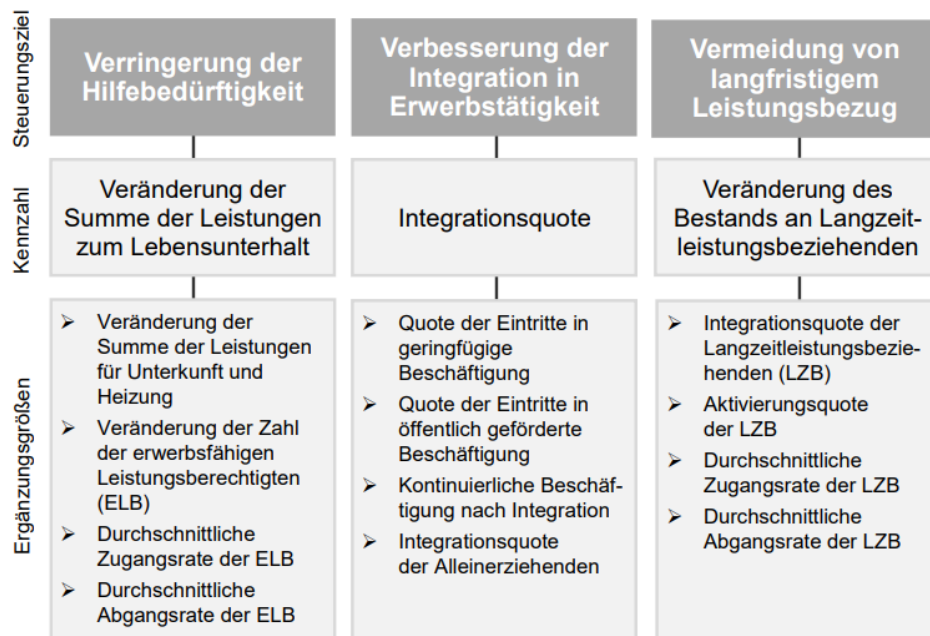 Steuerungsziel
Verringerung der
Hilfebedürftigkeit
Verbesserung der
Integration in
Erwerbstätigkeit
Vermeidung von
langfristigem
Leistungsbezug
Kennzahl
Veränderung der
Summe der Leistungen
zum Lebensunterhalt
Integrationsquote
Veränderung des
Bestands an Langzeit-
leistungsbeziehenden
Ergänzungsgrößen
➢ Veränderung der
Summe der Leistungen
für Unterkunft und
Heizung
➢ Veränderung der Zahl
der erwerbsfähigen
Leistungsberechtigten
(ELB)
➢ Durchschnittliche
Zugangsrate der ELB
➢ Durchschnittliche
Abgangsrate der ELB
➢ Quote der Eintritte in
geringfügige
Beschäftigung
➢ Quote der Eintritte in
öffentlich geförderte
Beschäftigung
➢ Kontinuierliche Beschäf-
tigung nach Integration
➢ Integrationsquote
der Alleinerziehenden
➢ Integrationsquote der
Langzeitleistungsbezie-
henden (LZB)
➢ Aktivierungsquote
der LZB
➢ Durchschnittliche
Zugangsrate der LZB
➢ Durchschnittliche
Abgangsrate der LZB